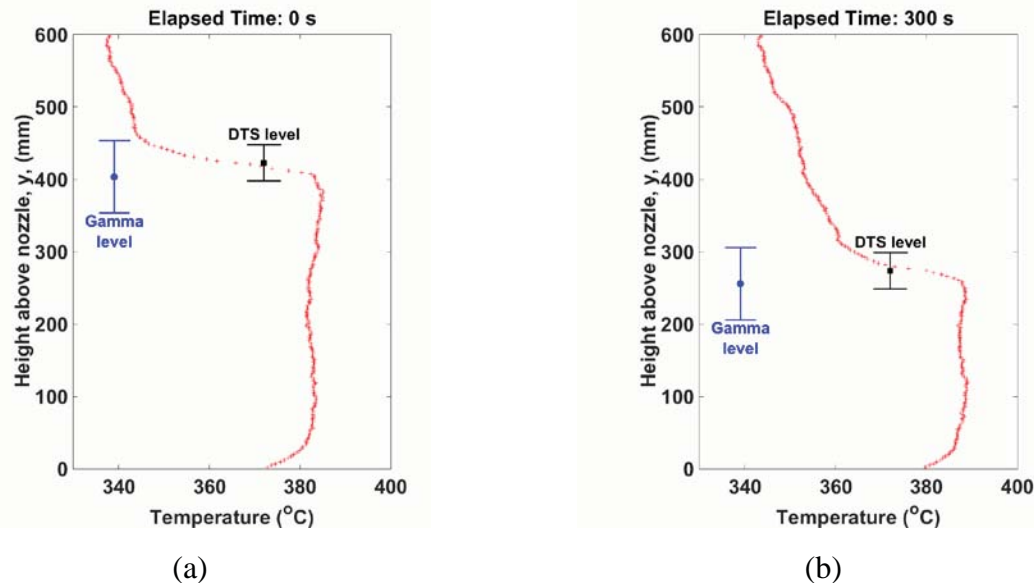 Elapsed Time: 0 s
600
500
400
300
200
100
0
Height above nozzle, y, (mm)
DTS level
Gamma
level
340
360
380
400
Temperature (°C)
(a)
Elapsed Time: 300 s
600
500
400
300
200
100
0
Height above nozzle, y, (mm)
DTS level
Gamma
level
340
360
380
400
Temperature (°C)
(b)